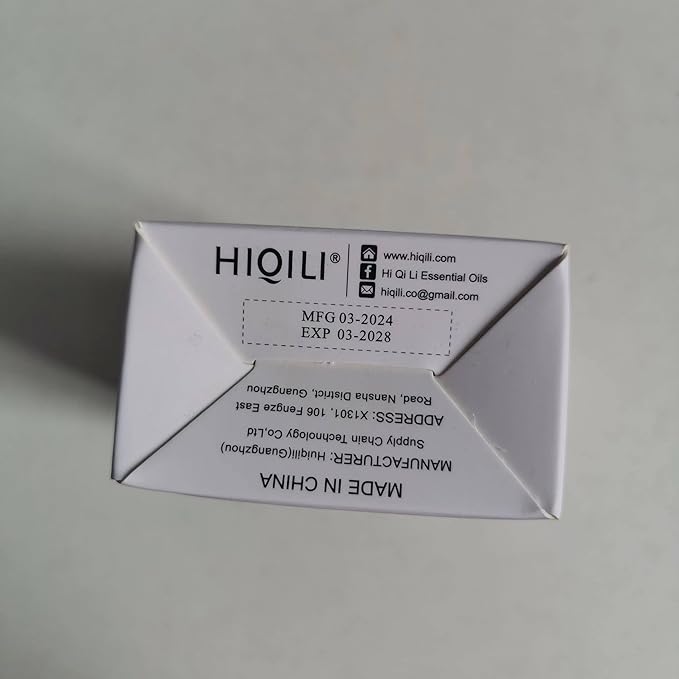 HIQILI®
www.hiqili.com
Hi Qi Li Essential Oils
hiqili.co@gmail.com
MFG 03-2024
EXP 03-2028
MADE IN CHINA
MANUFACTURER: Huiqili(Guangzhou)
Supply Chain Technology Co,Ltd
ADDRESS: X1301, 106 Fengze East
Road, Nansha District, Guangzhou